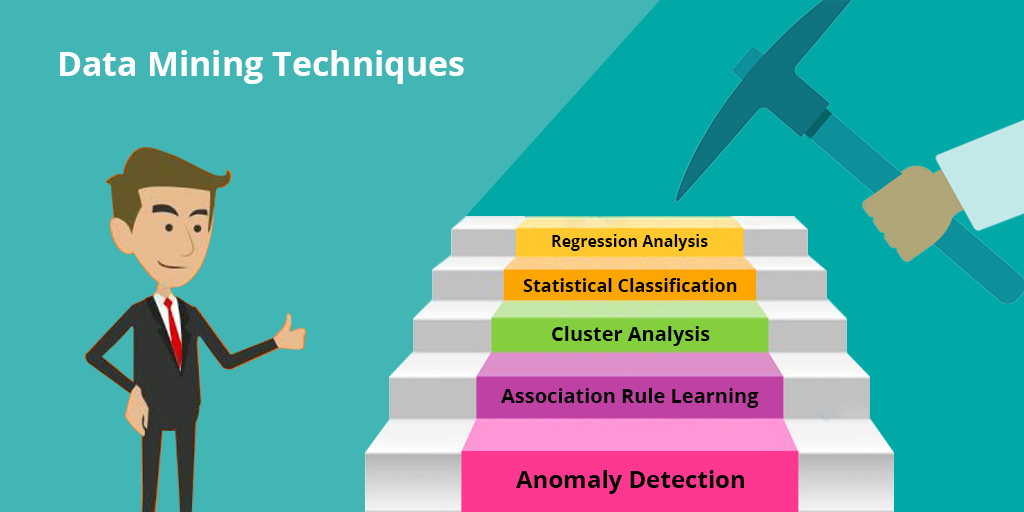 Data Mining Techniques
Regression Analysis
Statistical Classification
Cluster Analysis
Association Rule Learning
Anomaly Detection